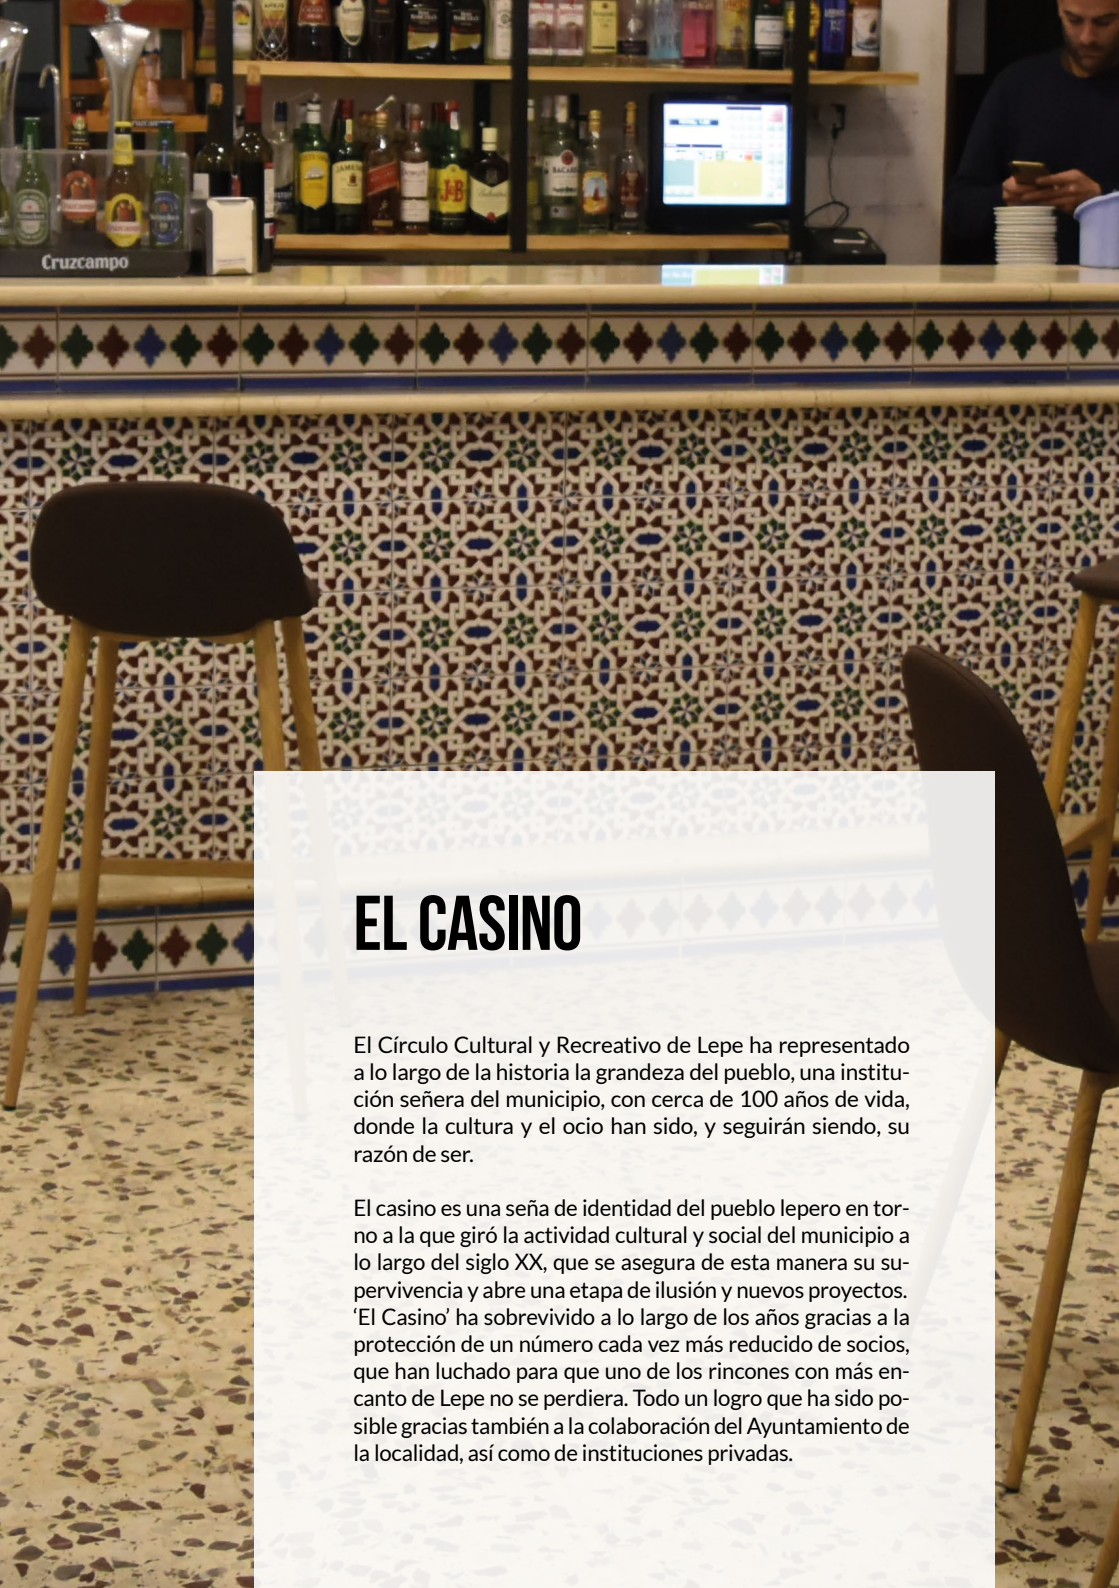 JAMESON
J&B
BACARDI
Heineken
Heineken
Cruzcampo
EL CASINO
El Círculo Cultural y Recreativo de Lepe ha representado
a lo largo de la historia la grandeza del pueblo, una institu-
ción señera del municipio, con cerca de 100 años de vida,
donde la cultura y el ocio han sido, y seguirán siendo, su
razón de ser.
El casino es una seña de identidad del pueblo lepero en tor-
no a la que giró la actividad cultural y social del municipio a
lo largo del siglo XX, que se asegura de esta manera su su-
pervivencia y abre una etapa de ilusión y nuevos proyectos.
‘El Casino’ ha sobrevivido a lo largo de los años gracias a la
protección de un número cada vez más reducido de socios,
que han luchado para que uno de los rincones con más en-
canto de Lepe no se perdiera. Todo un logro que ha sido po-
sible gracias también a la colaboración del Ayuntamiento de
la localidad, así como de instituciones privadas.